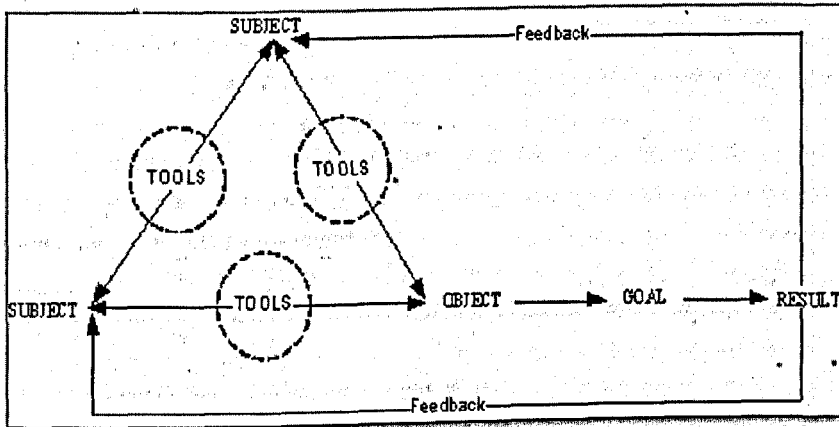 SUBJECT
Feedback
TOOLS
TOOLS
SUBJECT
TOOLS
OBJECT
GOAL
RESULT
Feedback